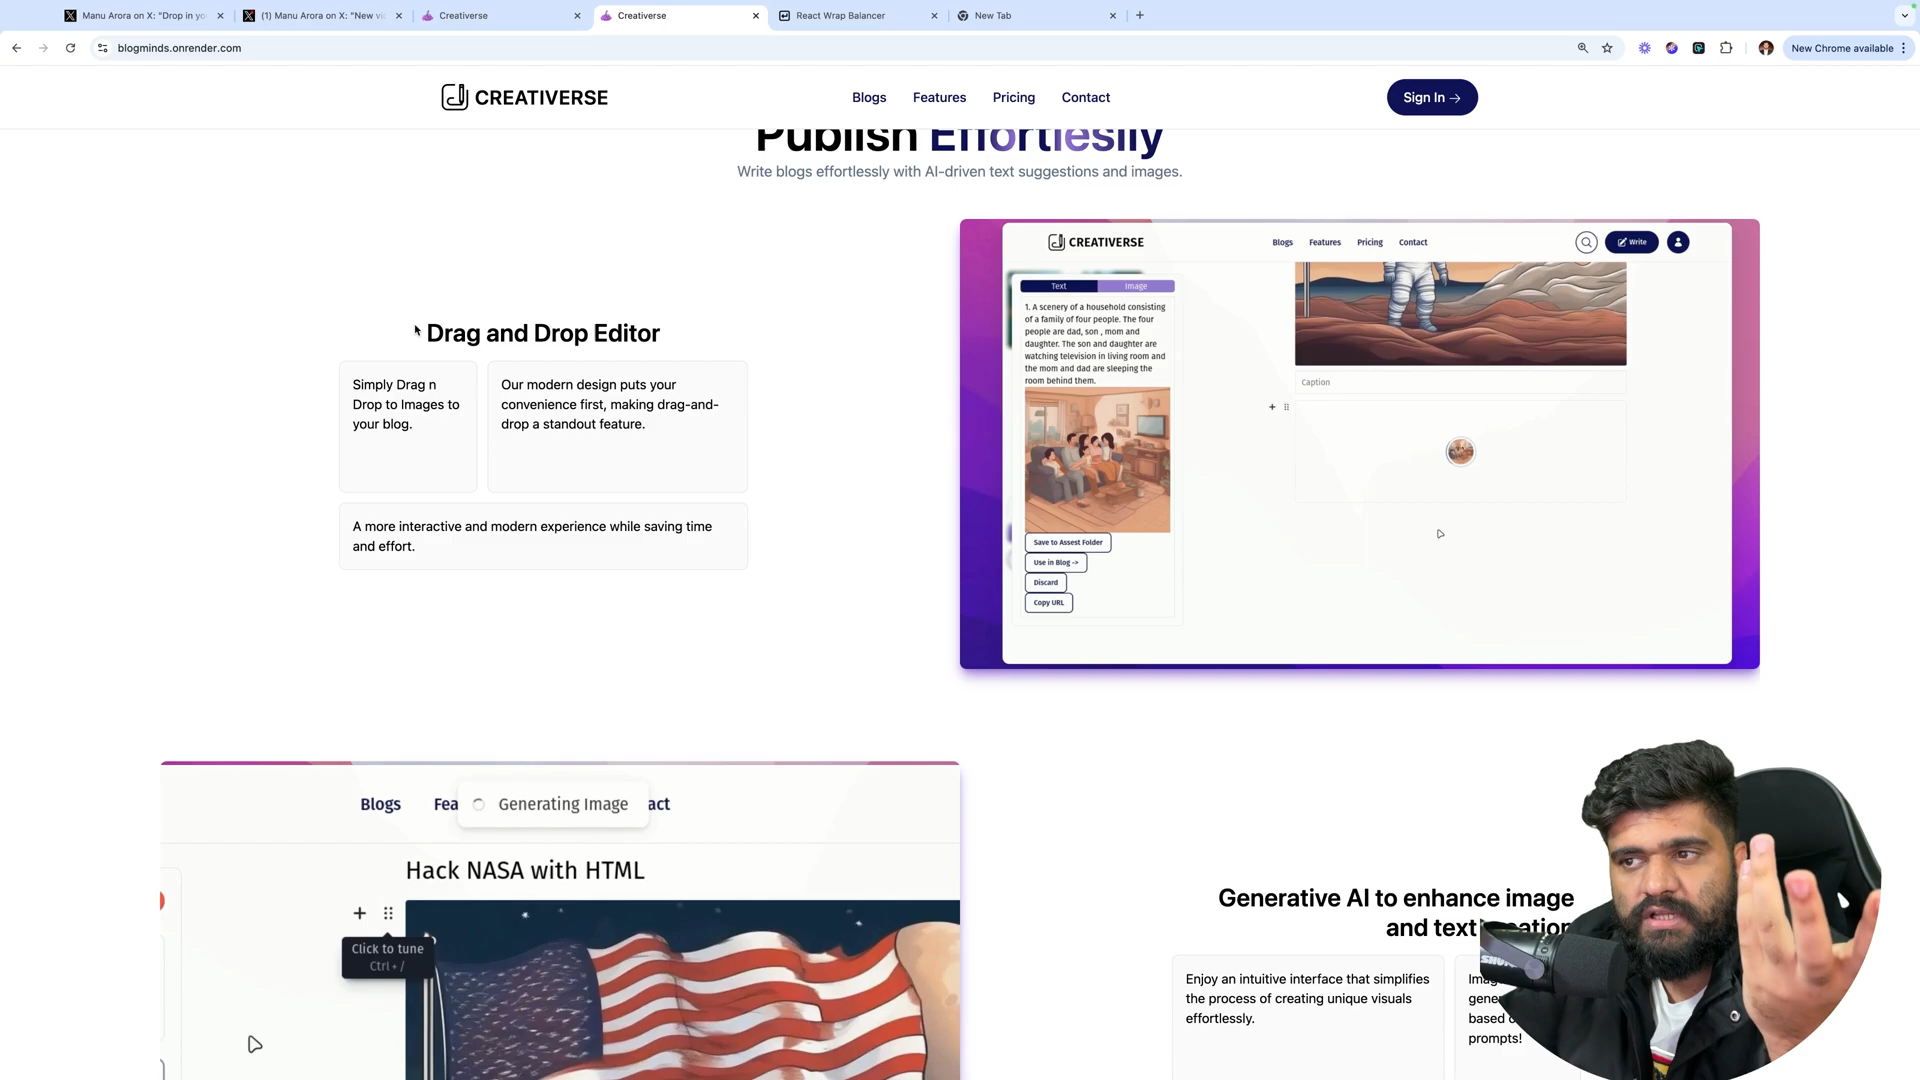 Manu Arora on X: "Drop in yo
(1) Manu Arora on X: "New vi
Creativerse
Creativerse
React Wrap Balancer
New Tab
blogminds.onrender.com
New Chrome available
CREATIVERSE
Blogs
Features
Pricing
Contact
Sign In →
Publish Effortleslly
Write blogs effortlessly with AI-driven text suggestions and images.
Drag and Drop Editor
Simply Drag n
Drop to Images to
your blog.
Our modern design puts your
convenience first, making drag-and-
drop a standout feature.
A more interactive and modern experience while saving time
and effort.
CREATIVERSE
Blogs
Features
Pricing
Contact
Write
Text
Image
1. A scenery of a household consisting
of a family of four people. The four
people are dad, son , mom and
daughter. The son and daughter are
watching television in living room and
the mom and dad are sleeping the
room behind them.
Save to Assest Folder
Use in Blog ->
Discard
Copy URL
Caption
Blogs
Fea
Generating Image
act
Hack NASA with HTML
Click to tune
Ctrl + /
Generative AI to enhance image
and text
Enjoy an intuitive interface that simplifies
the process of creating unique visuals
effortlessly.
based
prompts!